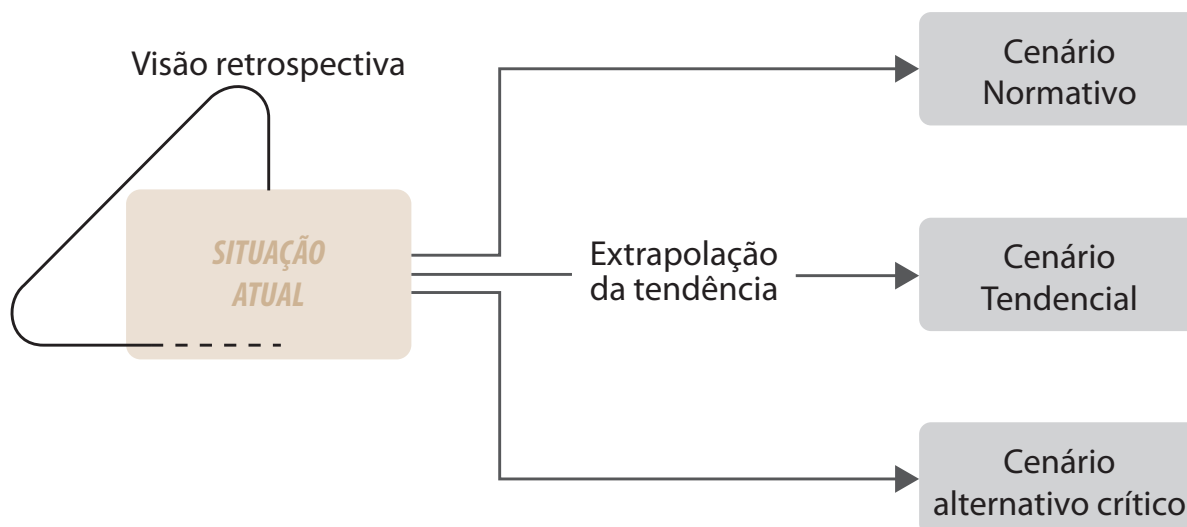 Visão retrospectiva
Cenário
Normativo
SITUAÇÃO
ATUAL
Extrapolação
da tendência
Cenário
Tendencial
Cenário
alternativo crítico